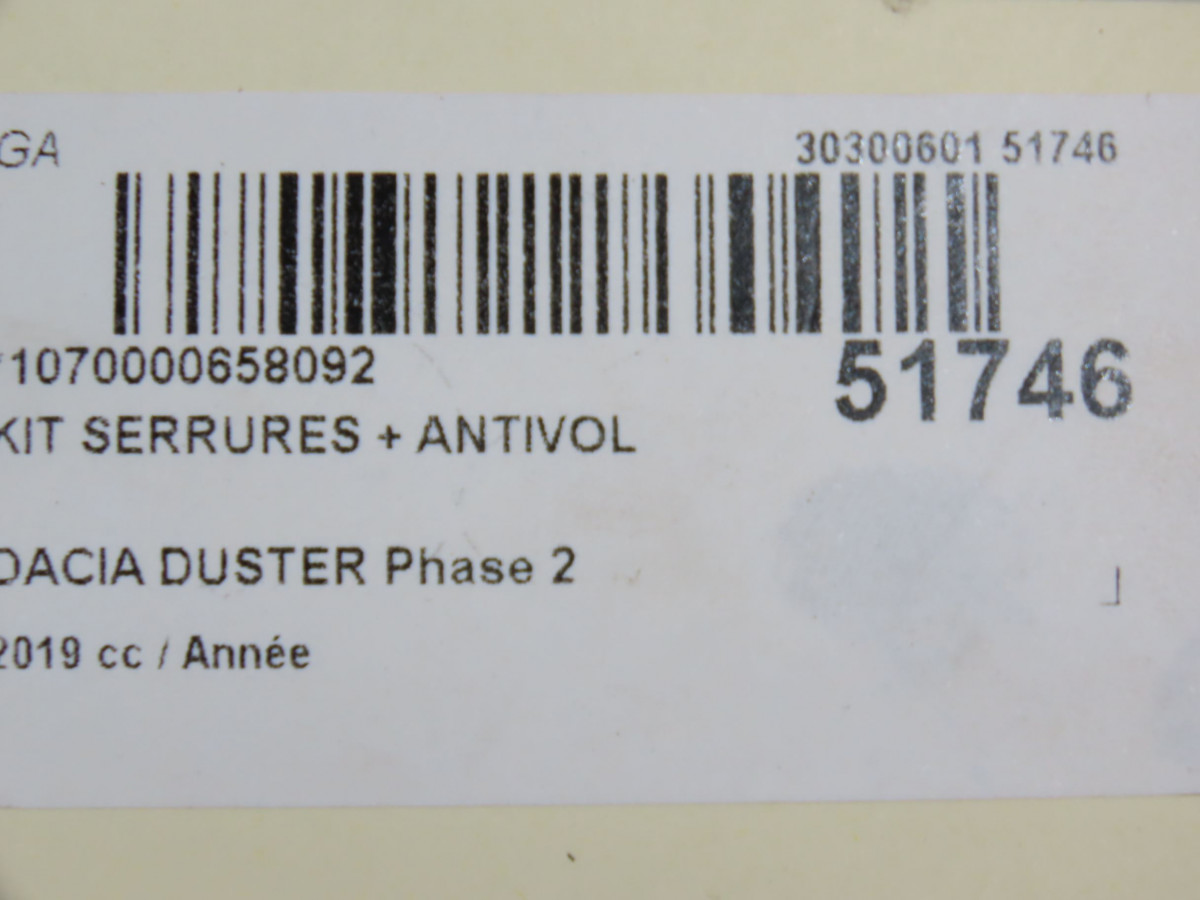 GA
30300601 51746
*1070000658092
51746
KIT SERRURES + ANTIVOL
DACIA DUSTER Phase 2
2019 cc / Année